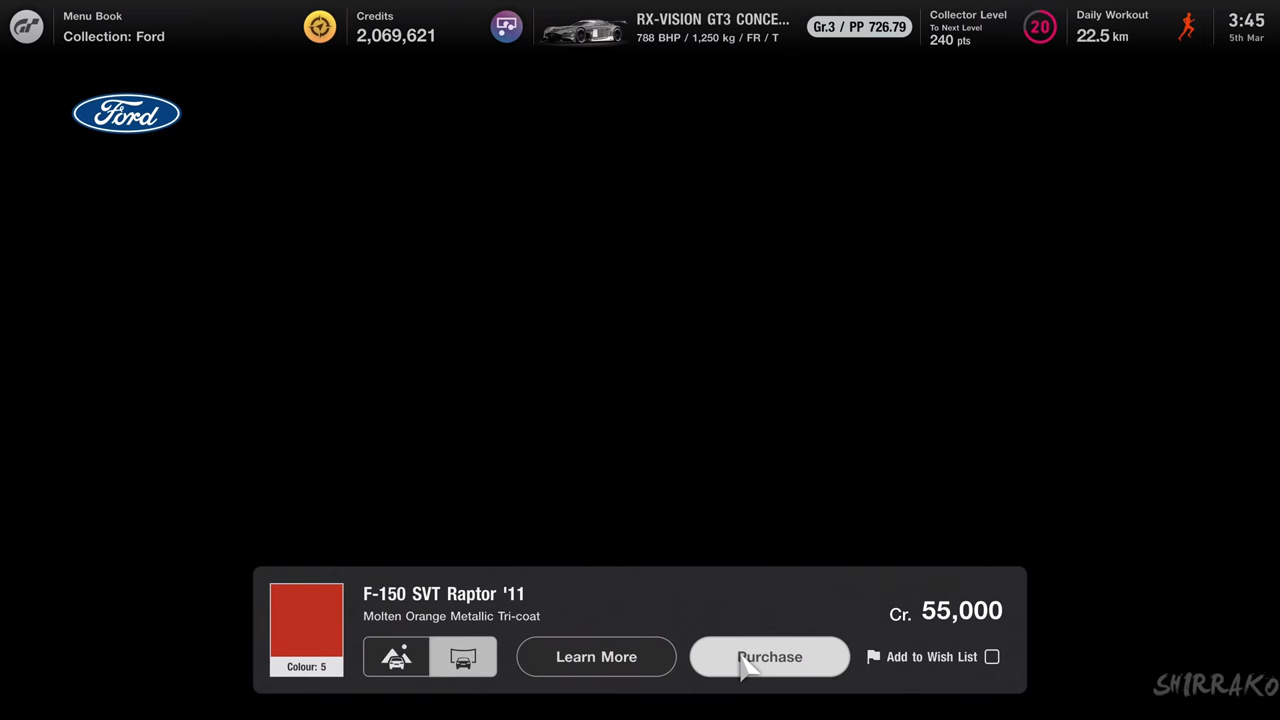 Menu Book
Collection: Ford
Credits
2,069,621
RX-VISION GT3 CONCE...
788 BHP / 1,250 kg / FR / T
Gr.3 / PP 726.79
Collector Level
To Next Level
240 pts
20
Daily Workout
22.5 km
3:45
5th Mar
Ford
F-150 SVT Raptor '11
Molten Orange Metallic Tri-coat
Colour: 5
Learn More
Purchase
Cr. 55,000
Add to Wish List
SHIRRAKO